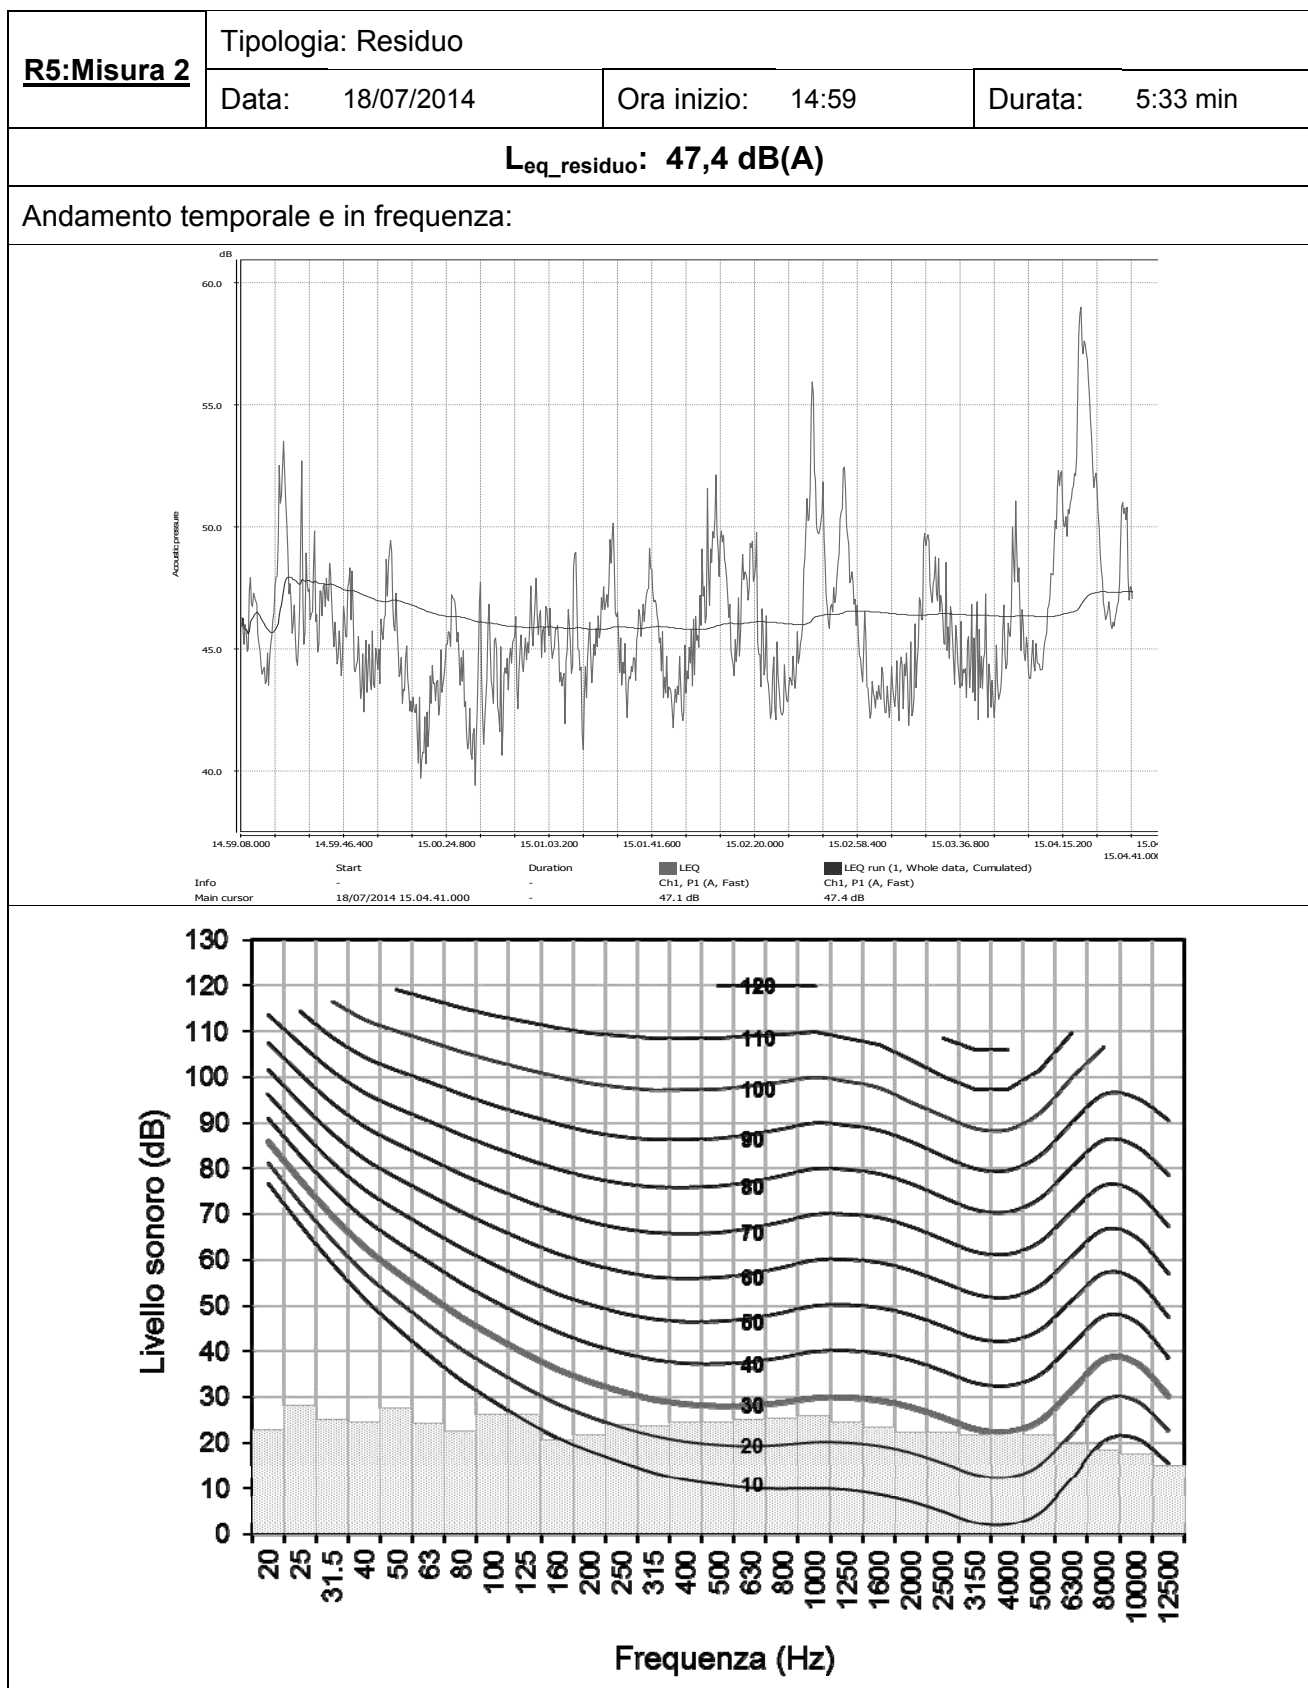 R5:Misura 2
Tipologia: Residuo
Data: 18/07/2014 Ora inizio: 14:59 Durata: 5:33 min
Leq_residuo: 47,4 dB(A)
Andamento temporale e in frequenza:
dB
60.0
55.0
50.0
45.0
40.0
Acoustic pressure
14.59.08.000 14.59.46.400 15.00.24.800 15.01.03.200 15.01.41.600 15.02.20.000 15.02.58.400 15.03.36.800 15.04.15.200 15.04
15.04.41.000
Start Duration LEQ LEQ run (1, Whole data, Cumulated)
Info - - Ch1, P1 (A, Fast) Ch1, P1 (A, Fast)
Main cursor 18/07/2014 15.04.41.000 - 47.1 dB 47.4 dB
Livello sonoro (dB)
130
120
110
100
90
80
70
60
50
40
30
20
10
0
120
110
100
90
80
70
60
50
40
30
20
10
20 25 31.5 40 50 63 80 100 125 160 200 250 315 400 500 630 800 1000 1250 1600 2000 2500 3150 4000 5000 6300 8000 10000 12500
Frequenza (Hz)